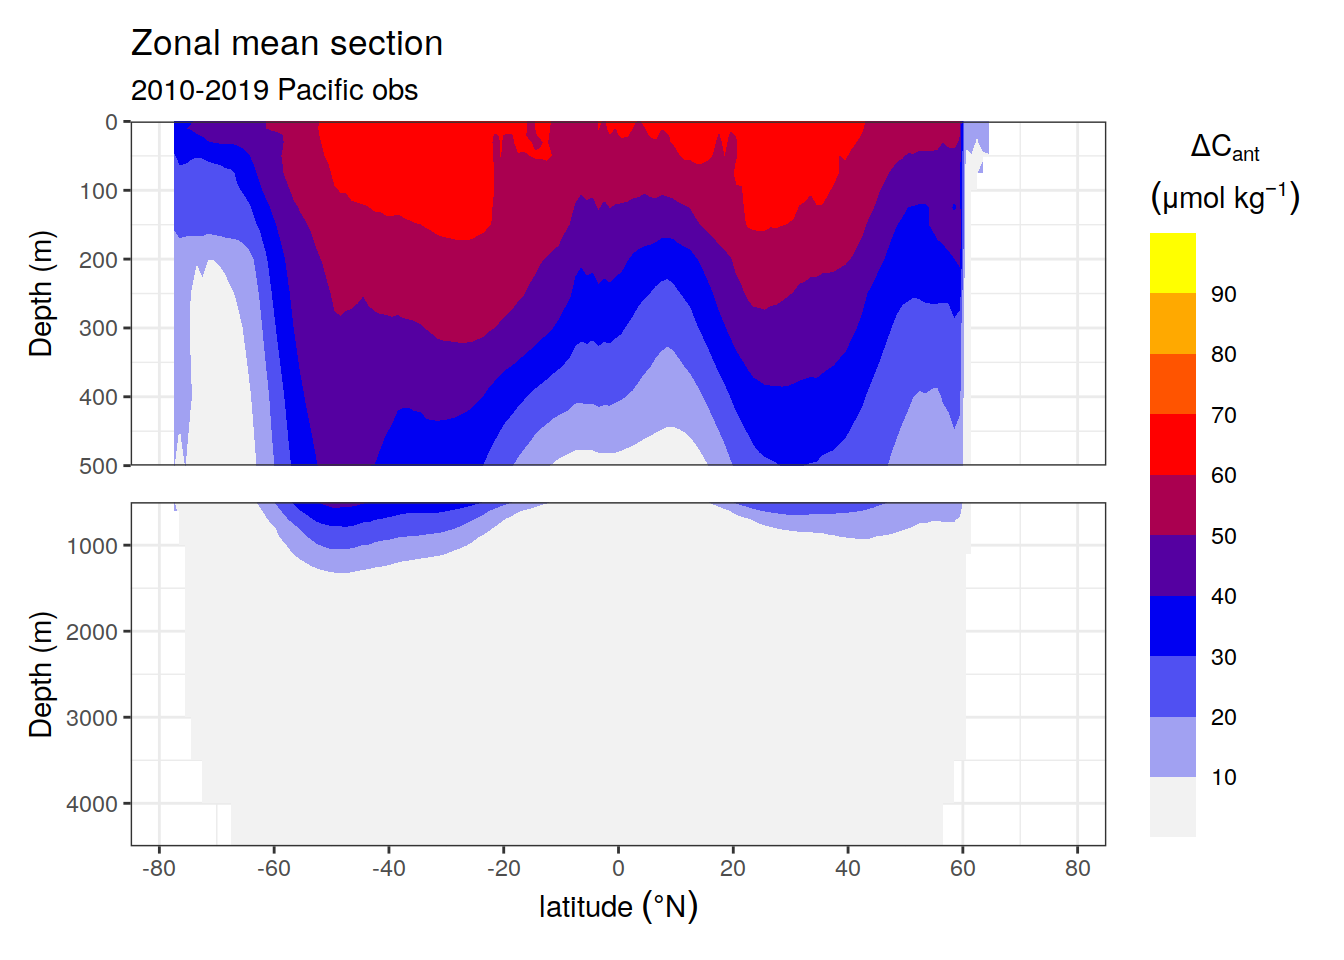 Zonal mean section
2010-2019 Pacific obs
0
100
200
300
400
500
Depth (m)
1000
2000
3000
4000
Depth (m)
-80 -60 -40 -20 0 20 40 60 80
latitude (°N)
ΔCant
(μmol kg⁻¹)
90
80
70
60
50
40
30
20
10